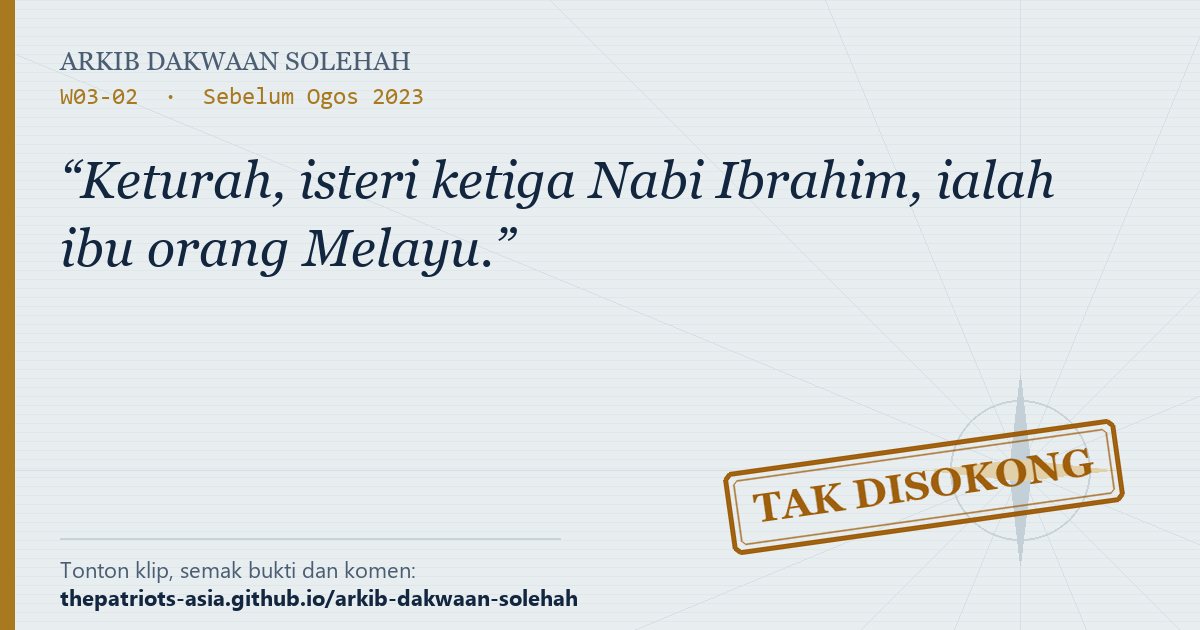 ARKIB DAKWAAN SOLEHAH
W03-02 · Sebelum Ogos 2023
“Keturah, isteri ketiga Nabi Ibrahim, ialah
ibu orang Melayu.”
TAK DISOKONG
Tonton klip, semak bukti dan komen:
thepatriots-asia.github.io/arkib-dakwaan-solehah